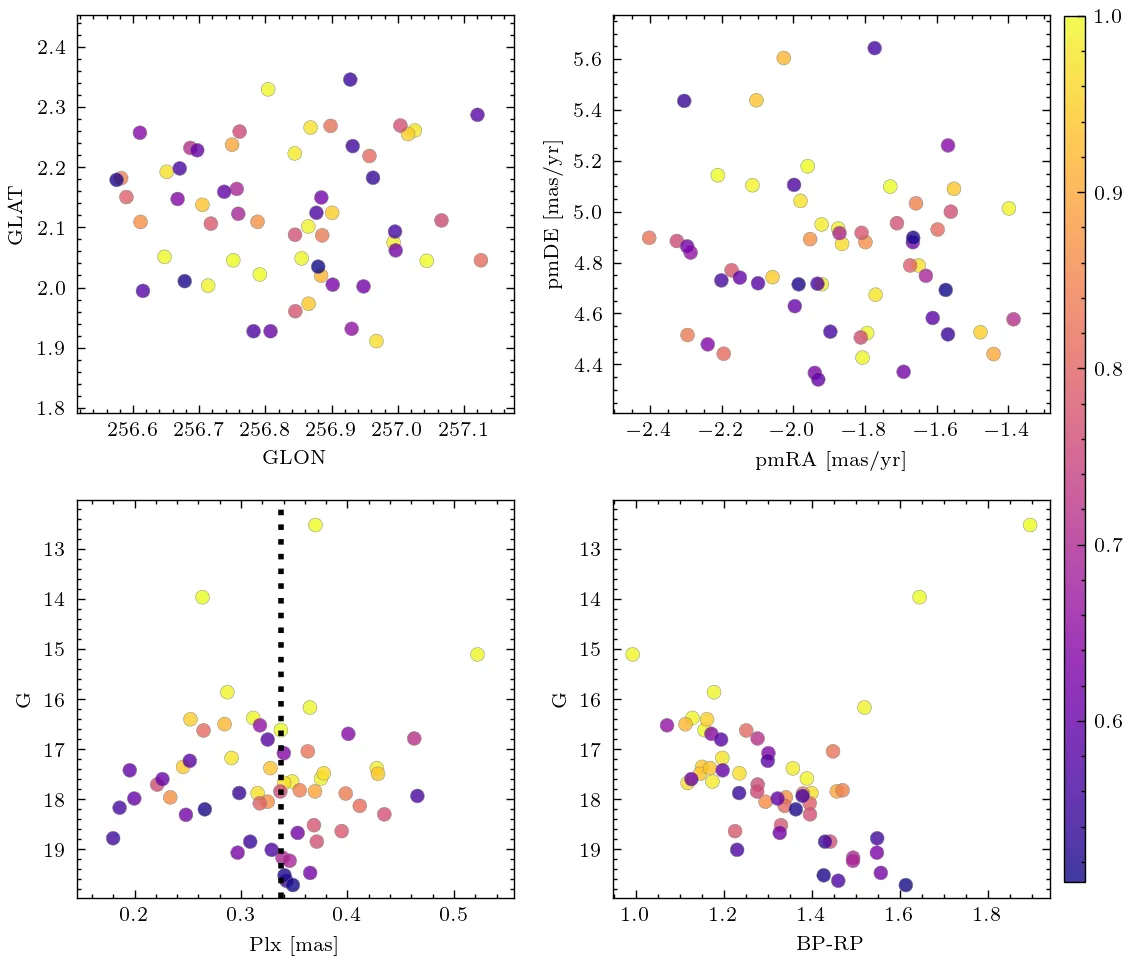 2.4
2.3
2.2
2.1
2.0
1.9
1.8
GLAT
256.6 256.7 256.8 256.9 257.0 257.1
GLON
5.6
5.4
5.2
5.0
4.8
4.6
4.4
pmDE [mas/yr]
−2.4 −2.2 −2.0 −1.8 −1.6 −1.4
pmRA [mas/yr]
13
14
15
16
17
18
19
G
0.2 0.3 0.4 0.5
Plx [mas]
13
14
15
16
17
18
19
G
1.0 1.2 1.4 1.6 1.8
BP-RP
1.0
0.9
0.8
0.7
0.6